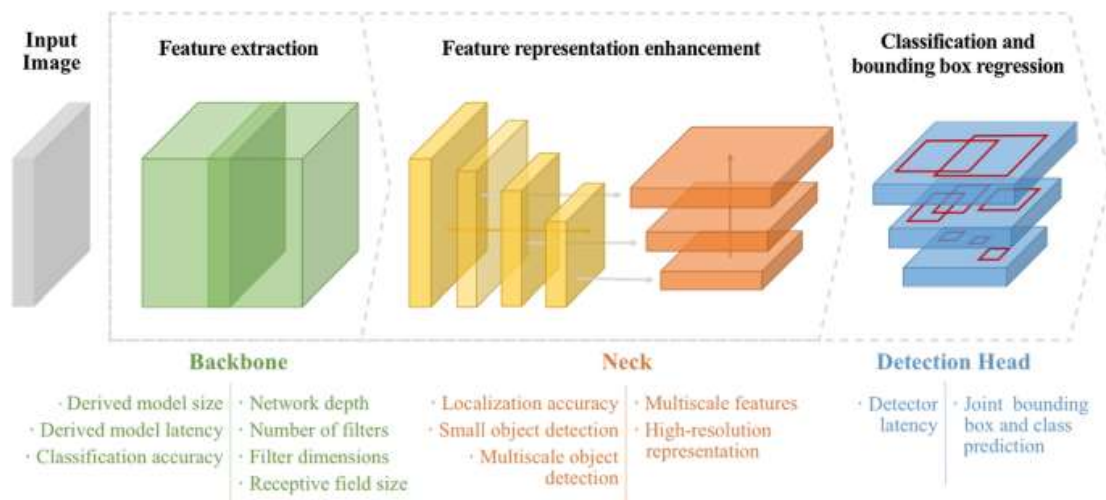 Input
Image
Feature extraction
Feature representation enhancement
Classification and
bounding box regression
Backbone
· Derived model size
· Derived model latency
· Classification accuracy
· Network depth
· Number of filters
· Filter dimensions
· Receptive field size
Neck
· Localization accuracy
· Small object detection
· Multiscale object
detection
· Multiscale features
· High-resolution
representation
Detection Head
· Detector
latency
· Joint bounding
box and class
prediction